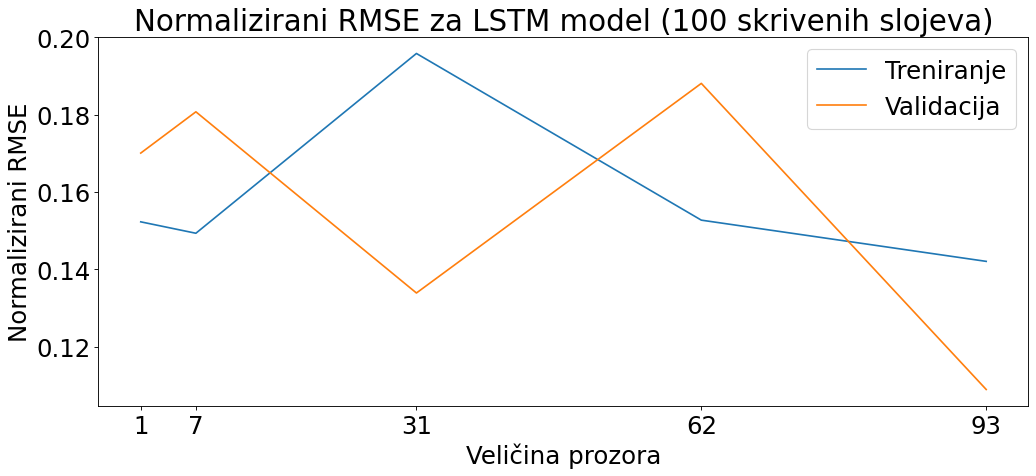 Normalizirani RMSE za LSTM model (100 skrivenih slojeva)
Normalizirani RMSE
0.20
0.18
0.16
0.14
0.12
Treniranje
Validacija
1 7 31 62 93
Veličina prozora